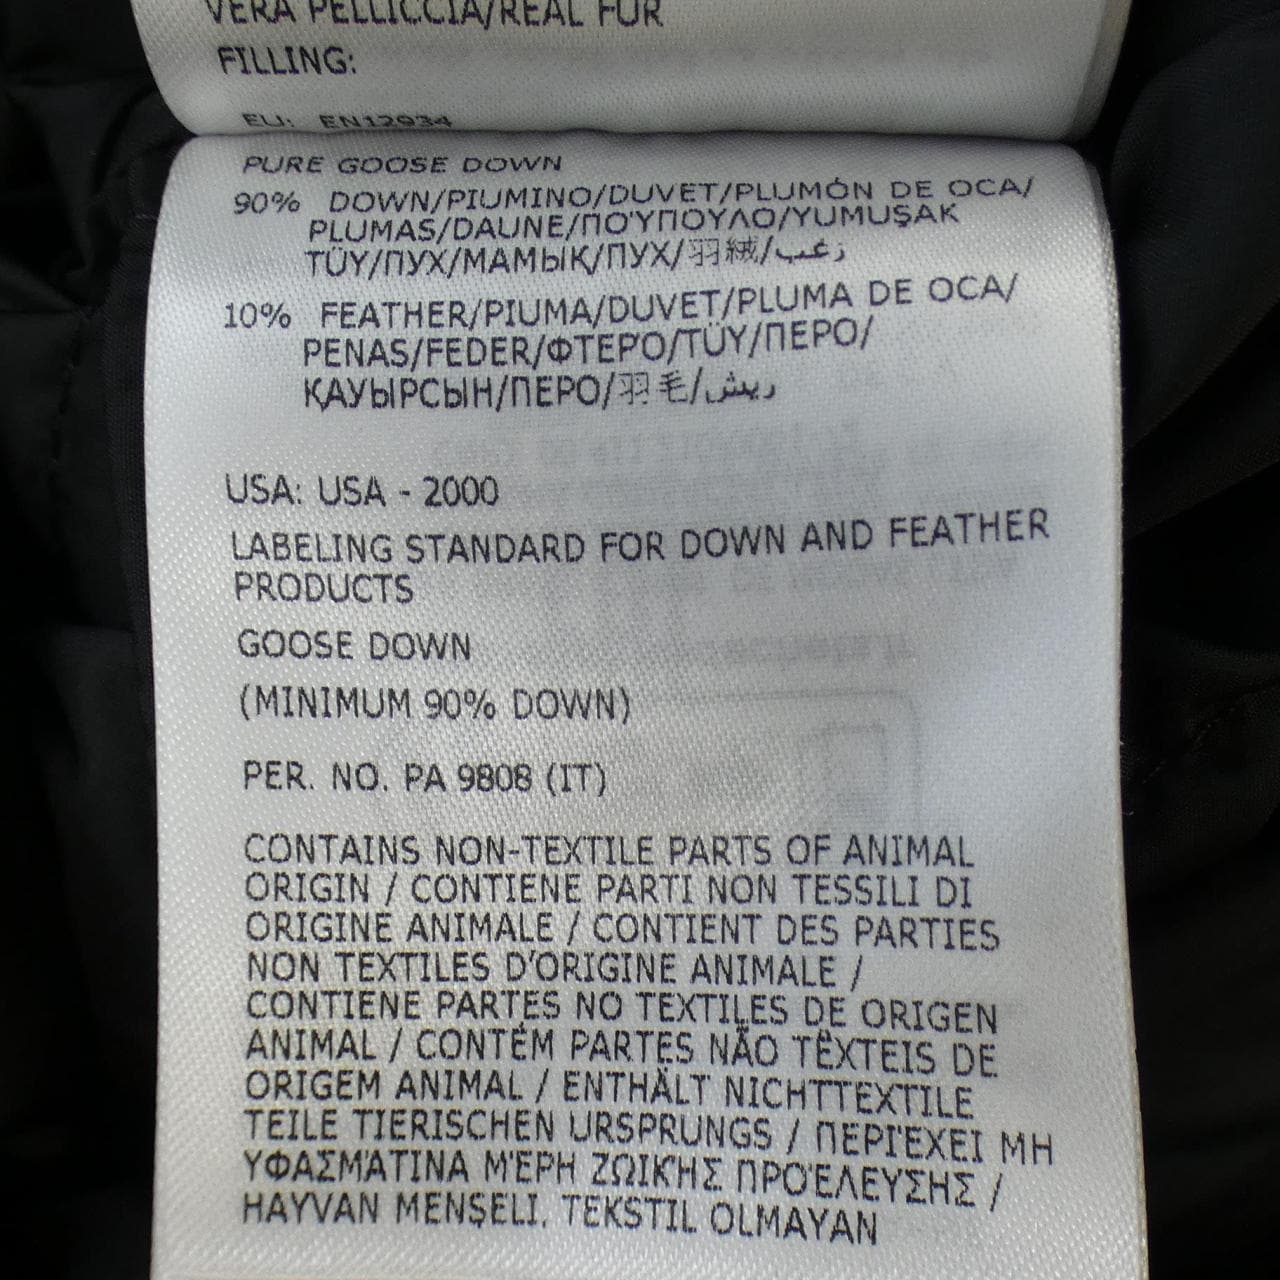 VERA PELLICCIA/REAL FUR
FILLING:
EU: EN12934
PURE GOOSE DOWN
90% DOWN/PIUMINO/DUVET/PLUMÓN DE OCA/
PLUMAS/DAUNE/ΠΟΎΠΟΥΛΟ/YUMUŞAK
TÜY/ПУХ/МАМЫҚ/ПУХ/羽絨/زغب
10% FEATHER/PIUMA/DUVET/PLUMA DE OCA/
PENAS/FEDER/ΦΤΕΡΌ/TÜY/ПЕРО/
ҚАУЫРСЫН/ПЕРО/羽毛/ريش
USA: USA - 2000
LABELING STANDARD FOR DOWN AND FEATHER
PRODUCTS
GOOSE DOWN
(MINIMUM 90% DOWN)
PER. NO. PA 9808 (IT)
CONTAINS NON-TEXTILE PARTS OF ANIMAL
ORIGIN / CONTIENE PARTI NON TESSILI DI
ORIGINE ANIMALE / CONTIENT DES PARTIES
NON TEXTILES D'ORIGINE ANIMALE /
CONTIENE PARTES NO TEXTILES DE ORIGEN
ANIMAL / CONTÉM PARTES NÃO TÊXTEIS DE
ORIGEM ANIMAL / ENTHÄLT NICHTTEXTILE
TEILE TIERISCHEN URSPRUNGS / ΠΕΡΙΈΧΕΙ ΜΗ
ΥΦΑΣΜΆΤΙΝΑ ΜΈΡΗ ΖΩΙΚΉΣ ΠΡΟΈΛΕΥΣΗΣ /
HAYVAN MENŞELI, TEKSTIL OLMAYAN